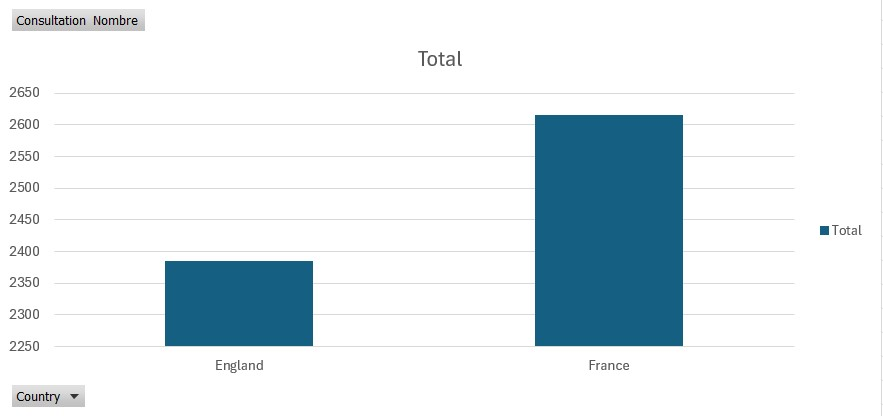 Consultation Nombre
Total
2650
2600
2550
2500
2450
2400
2350
2300
2250
Total
England France
Country